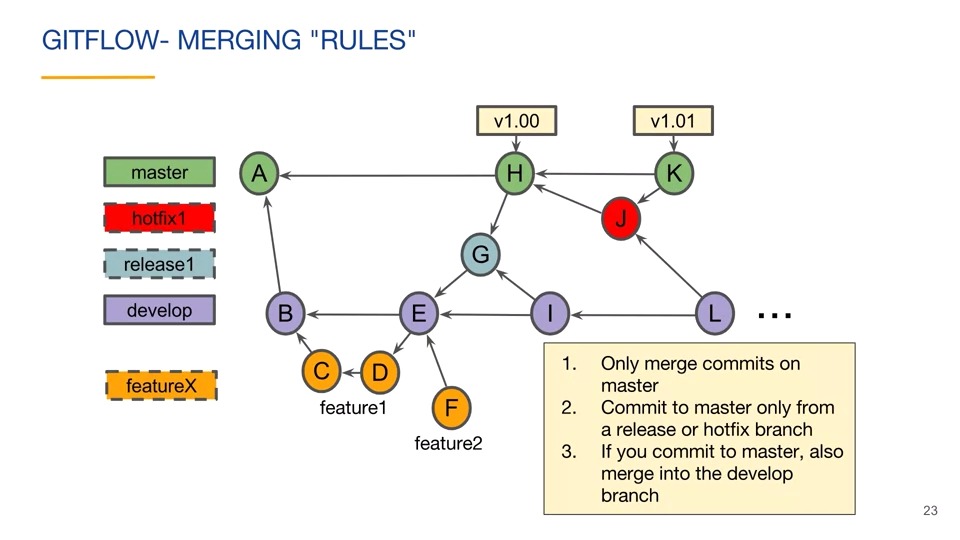 GITFLOW- MERGING "RULES"
v1.00
v1.01
master
A
H
K
hotfix1
J
release1
G
develop
B
E
I
L
...
featureX
C
D
feature1
F
feature2
1. Only merge commits on
master
2. Commit to master only from
a release or hotfix branch
3. If you commit to master, also
merge into the develop
branch
23